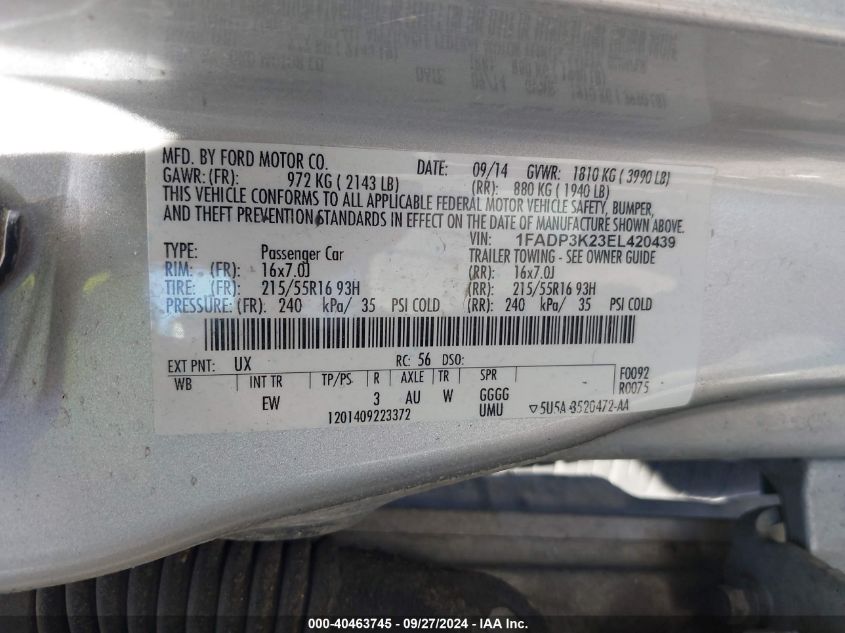 MFD. BY FORD MOTOR CO. DATE: 09/14 GVWR: 1810 KG ( 3990 LB)
GAWR: (FR): 972 KG ( 2143 LB) (RR): 880 KG ( 1940 LB)
THIS VEHICLE CONFORMS TO ALL APPLICABLE FEDERAL MOTOR VEHICLE SAFETY, BUMPER,
AND THEFT PREVENTION STANDARDS IN EFFECT ON THE DATE OF MANUFACTURE SHOWN ABOVE.
VIN: 1FADP3K23EL420439
TYPE: Passenger Car TRAILER TOWING - SEE OWNER GUIDE
RIM: (FR): 16x7.0J (RR): 16x7.0J
TIRE: (FR): 215/55R16 93H (RR): 215/55R16 93H
PRESSURE: (FR): 240 kPa/ 35 PSI COLD (RR): 240 kPa/ 35 PSI COLD
EXT PNT: UX RC: 56 DSO: F0092
WB INT TR TP/PS R AXLE TR SPR R0075
EW 3 AU W GGGG
1201409223372 UMU ▽5U5A-3520472-AA
000-40463745 - 09/27/2024 - IAAI.COM INC.